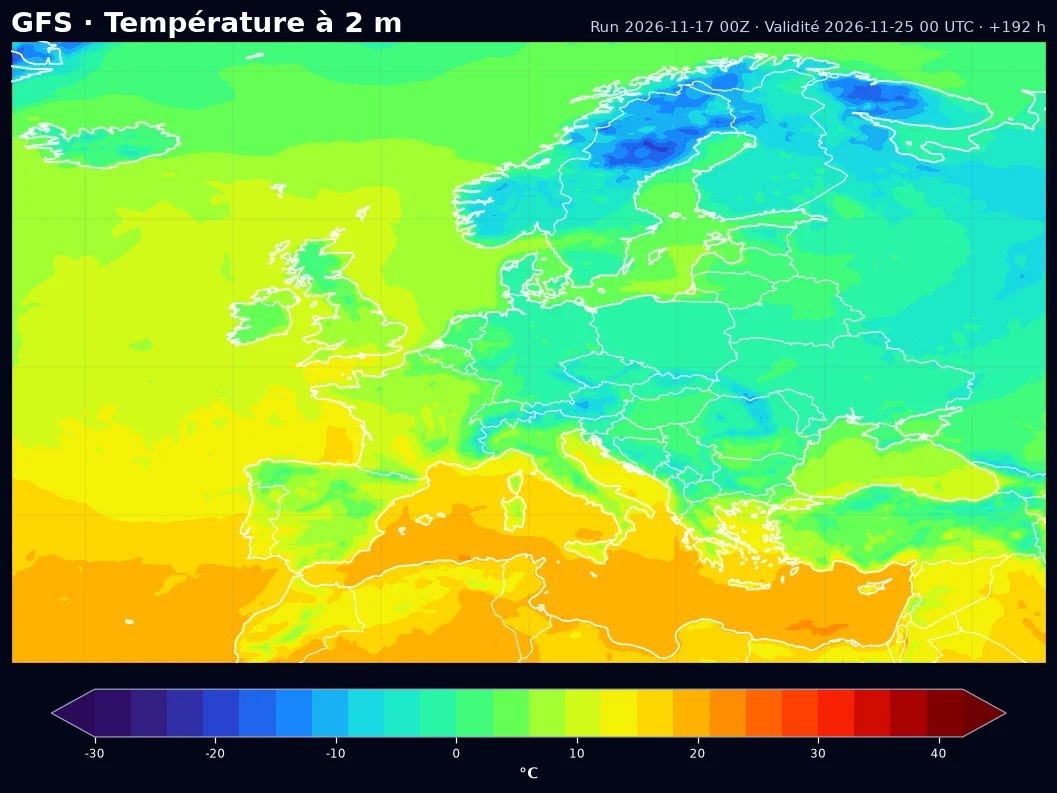 GFS · Température à 2 m
Run 2026-11-17 00Z · Validité 2026-11-25 00 UTC · +192 h
-30 -20 -10 0 10 20 30 40
°C